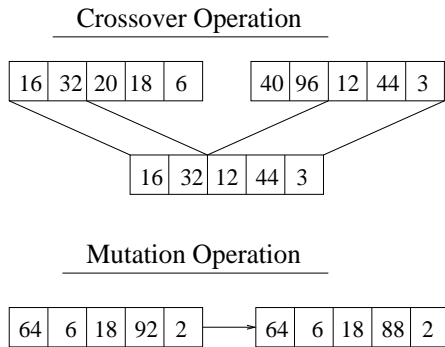 Crossover Operation
16 32 20 18 6 40 96 12 44 3
16 32 12 44 3
Mutation Operation
64 6 18 92 2 64 6 18 88 2